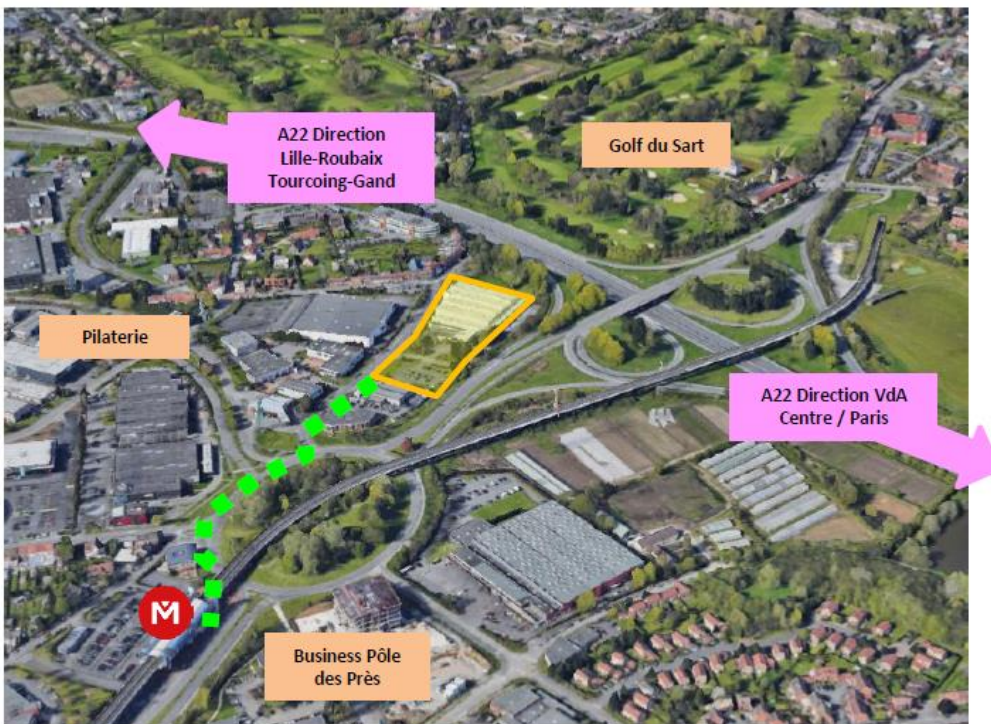 A22 Direction
Lille-Roubaix
Tourcoing-Gand
Golf du Sart
Pilaterie
A22 Direction VdA
Centre / Paris
M
Business Pôle
des Près